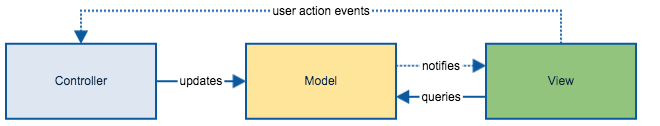 user action events
Controller
updates
Model
notifies
queries
View